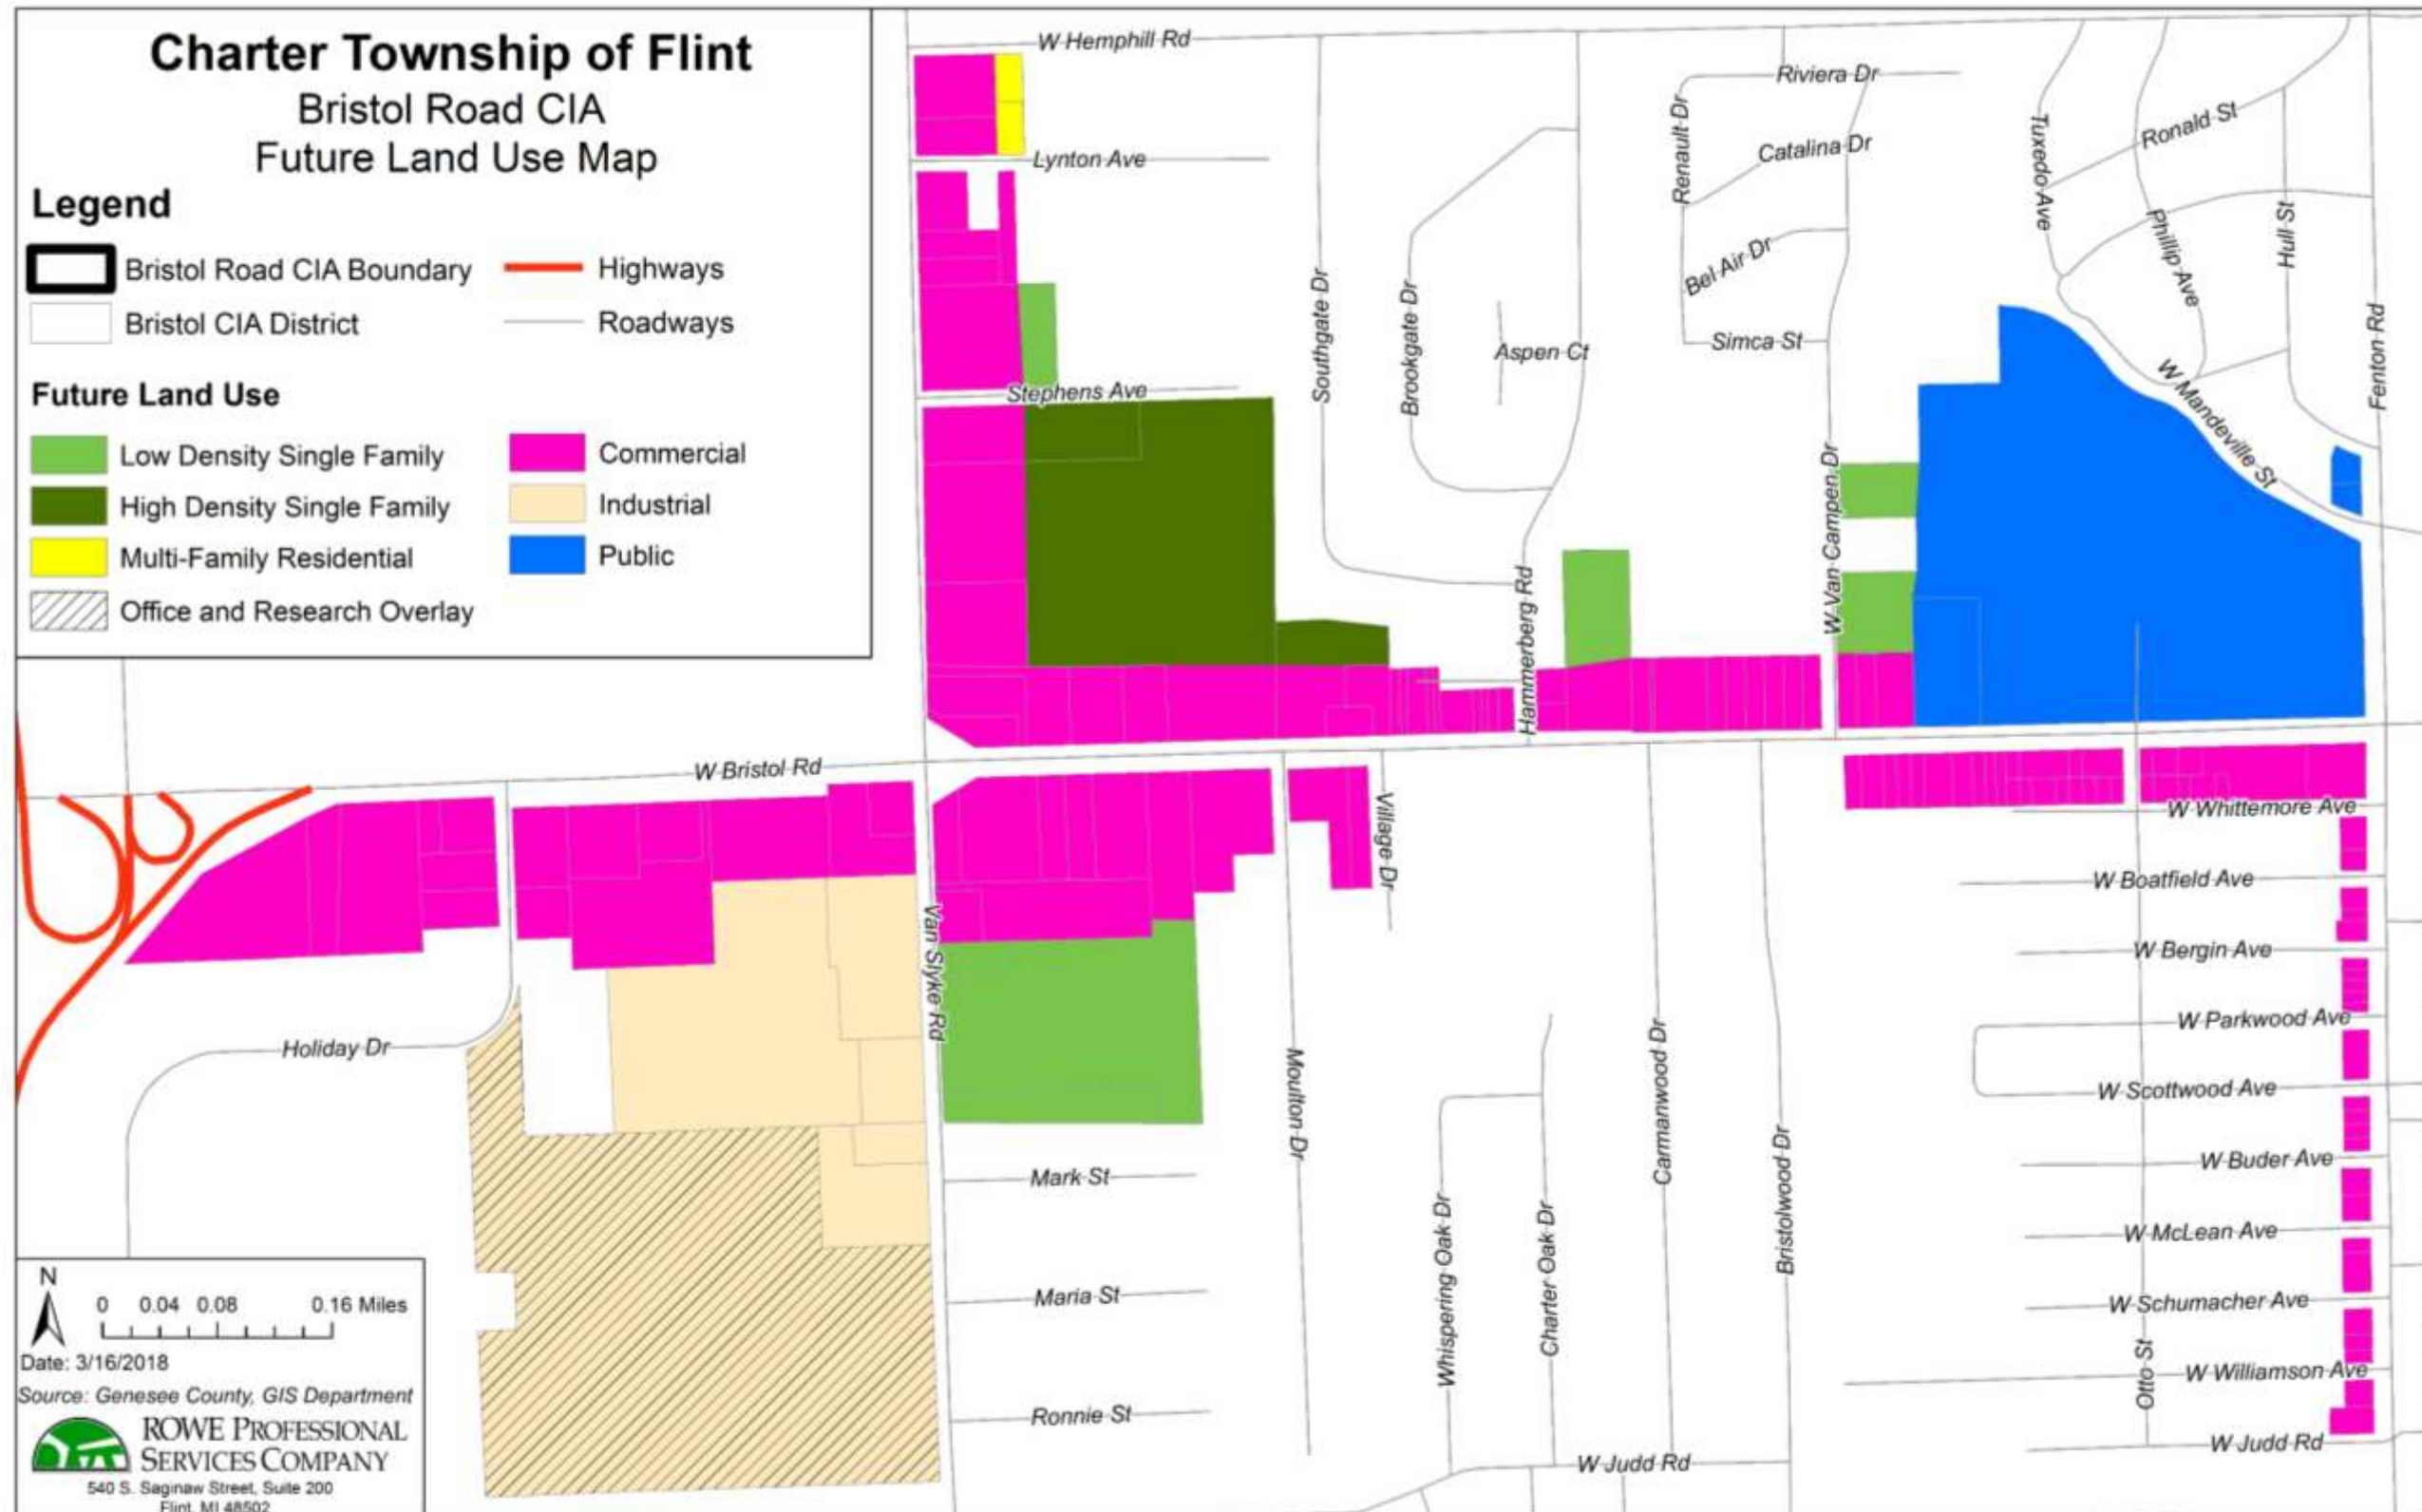 Charter Township of Flint
Bristol Road CIA
Future Land Use Map
Legend
Bristol Road CIA Boundary
Highways
Bristol CIA District
Roadways
Future Land Use
Low Density Single Family
Commercial
High Density Single Family
Industrial
Multi-Family Residential
Public
Office and Research Overlay
W Hemphill Rd
Riviera Dr
Renault Dr
Catalina Dr
Tuxedo Ave
Ronald St
Lynton Ave
Phillip Ave
Hull St
Bel Air Dr
Southgate Dr
Brookgate Dr
Aspen Ct
Simca St
Fenton Rd
Stephens Ave
W Mandeville St
W Van Campen Dr
Hammerberg Rd
W Bristol Rd
Village Dr
W Whittemore Ave
W Boatfield Ave
Van Slyke Rd
W Bergin Ave
W Parkwood Ave
Holiday Dr
Moulton Dr
Carmanwood Dr
W Scottwood Ave
Mark St
Bristolwood Dr
W Buder Ave
Whispering Oak Dr
Charter Oak Dr
W McLean Ave
Maria St
W Schumacher Ave
Otto St
W Williamson Ave
Ronnie St
W Judd Rd
W Judd Rd
N
0 0.04 0.08 0.16 Miles
Date: 3/16/2018
Source: Genesee County, GIS Department
ROWE PROFESSIONAL
SERVICES COMPANY
540 S. Saginaw Street, Suite 200
Flint, MI 48502